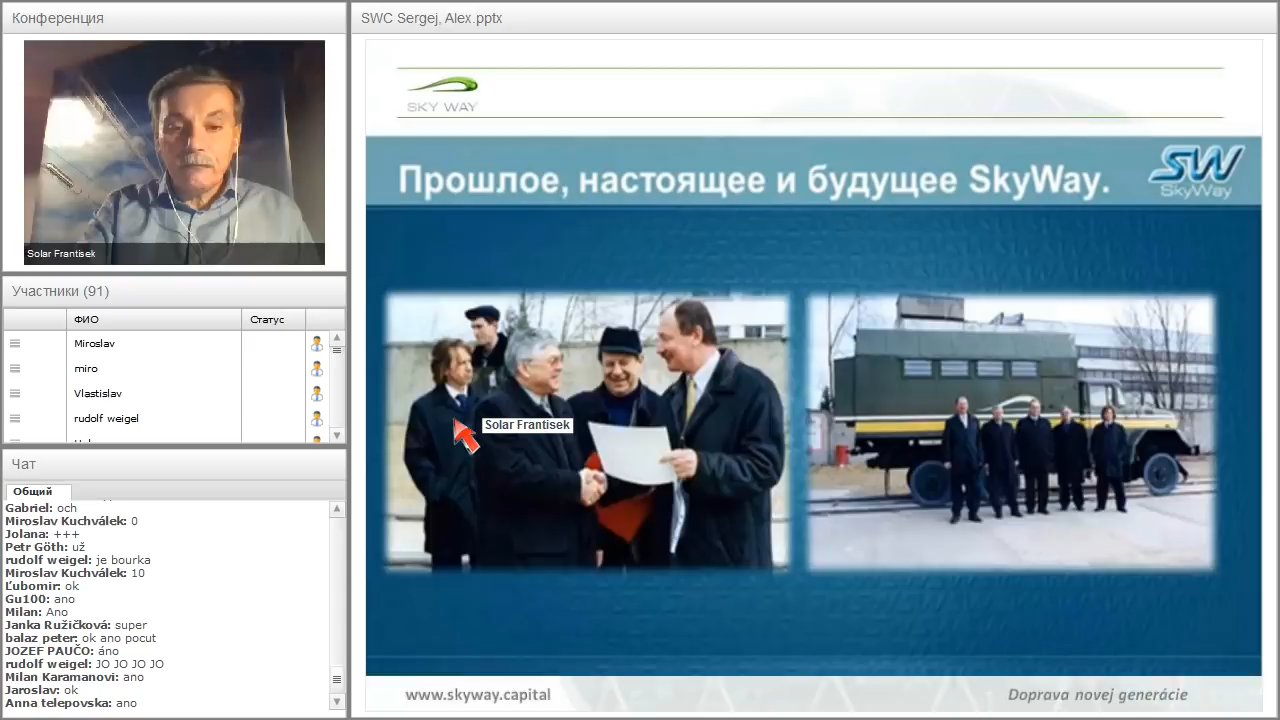 Конференция
Solar Frantisek
Участники (91)
ФИО
Статус
Miroslav
miro
Vlastislav
rudolf weigel
Чат
Общий
Gabriel: och
Miroslav Kuchválek: 0
Jolana: +++
Petr Göth: už
rudolf weigel: je bourka
Miroslav Kuchválek: 10
Ľubomir: ok
Gu100: ano
Milan: Ano
Janka Ružičková: super
balaz peter: ok ano pocut
JOZEF PAUČO: áno
rudolf weigel: JO JO JO JO
Milan Karamanovi: ano
Jaroslav: ok
Anna telepovska: ano
SWC Sergej, Alex.pptx
SKY WAY
Прошлое, настоящее и будущее SkyWay.
SW
SkyWay
Solar Frantisek
www.skyway.capital
Doprava novej generácie